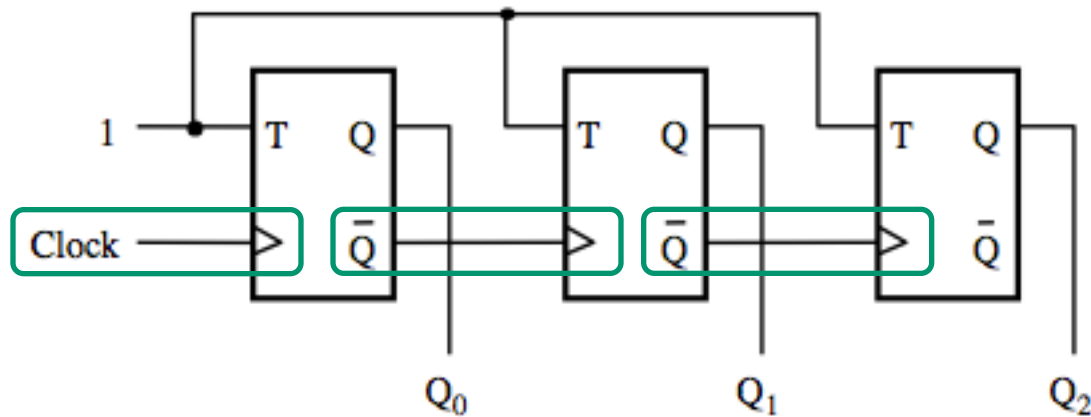 1 T Q T Q T Q
Clock Q̅ Q̅ Q̅
Q₀ Q₁ Q₂